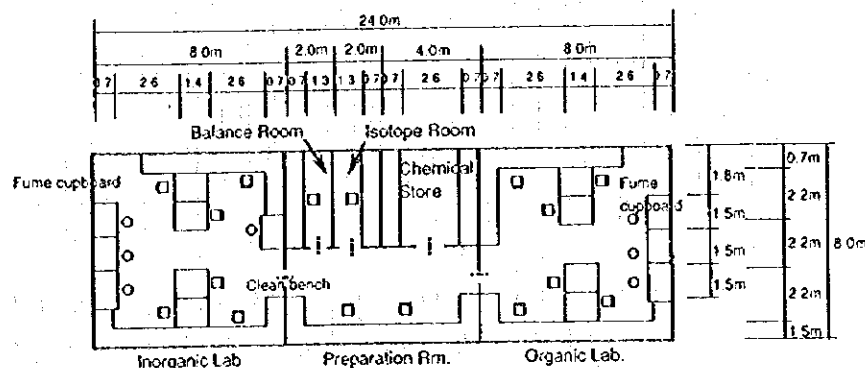 24.0m
8.0m 2.0m 2.0m 4.0m 8.0m
0.7 2.6 1.4 2.6 0.7 0.7 1.3 1.3 0.7 0.7 2.6 0.7 0.7 2.6 1.4 2.6 0.7
Balance Room Isotope Room
Fume cupboard
Chemical
Store
Fume
cupboard
Clean bench
0.7m
1.8m
2.2m
1.5m
1.5m
2.2m
8.0m
1.5m
2.2m
1.5m
Inorganic Lab Preparation Rm. Organic Lab.